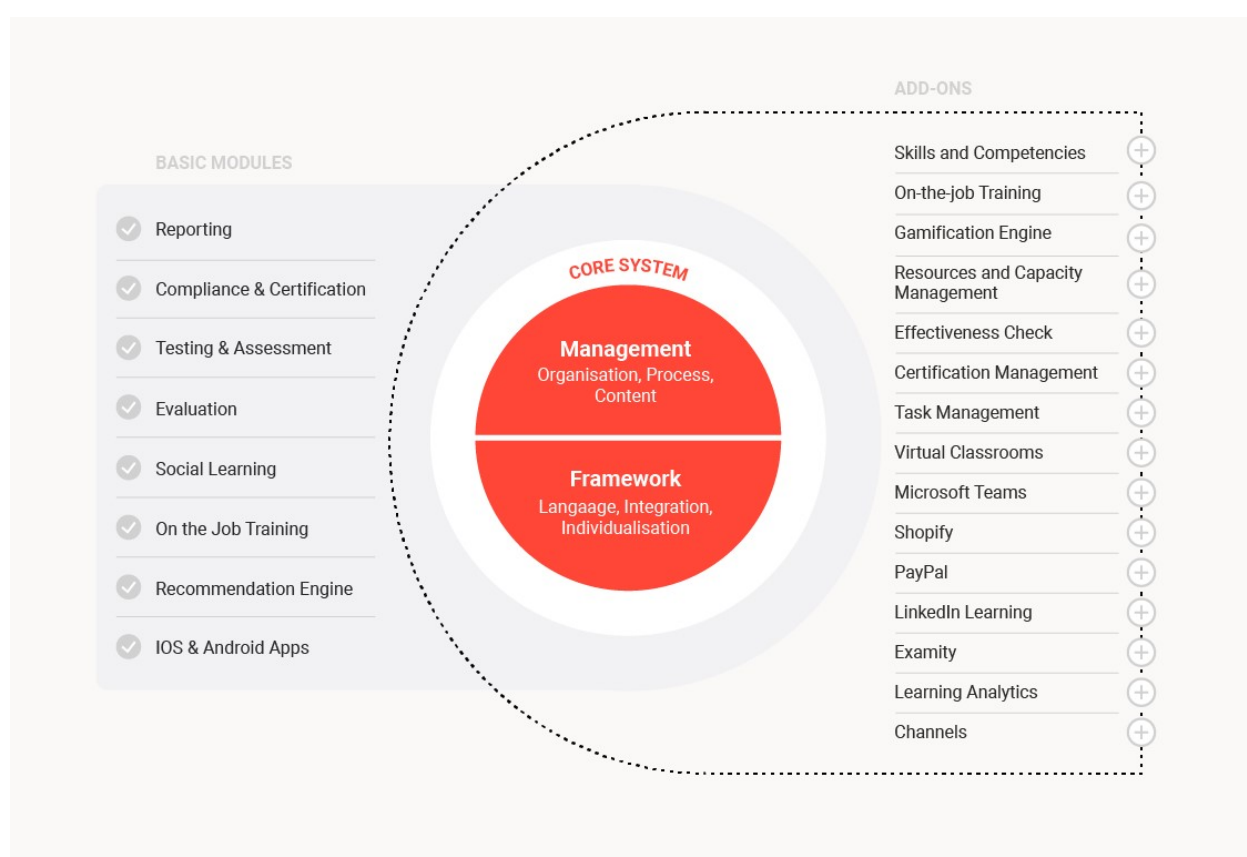 BASIC MODULES
Reporting
Compliance & Certification
Testing & Assessment
Evaluation
Social Learning
On the Job Training
Recommendation Engine
IOS & Android Apps
CORE SYSTEM
Management
Organisation, Process,
Content
Framework
Langaage, Integration,
Individualisation
ADD-ONS
Skills and Competencies
On-the-job Training
Gamification Engine
Resources and Capacity
Management
Effectiveness Check
Certification Management
Task Management
Virtual Classrooms
Microsoft Teams
Shopify
PayPal
LinkedIn Learning
Examity
Learning Analytics
Channels